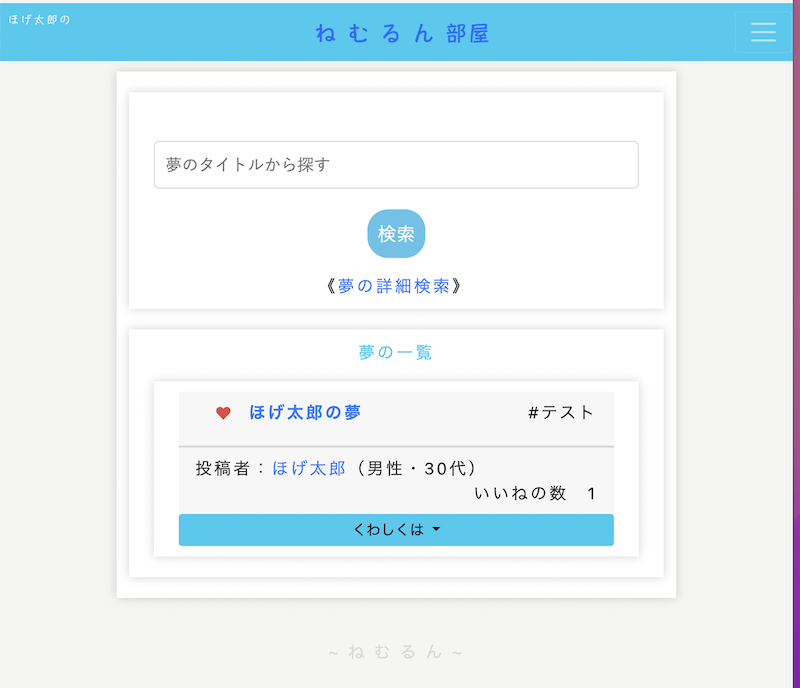 ほげ太郎の
ねむるん部屋
夢のタイトルから探す
検索
《夢の詳細検索》
夢の一覧
ほげ太郎の夢 #テスト
投稿者：ほげ太郎（男性・30代）
いいねの数 1
くわしくは
~ ねむるん ~